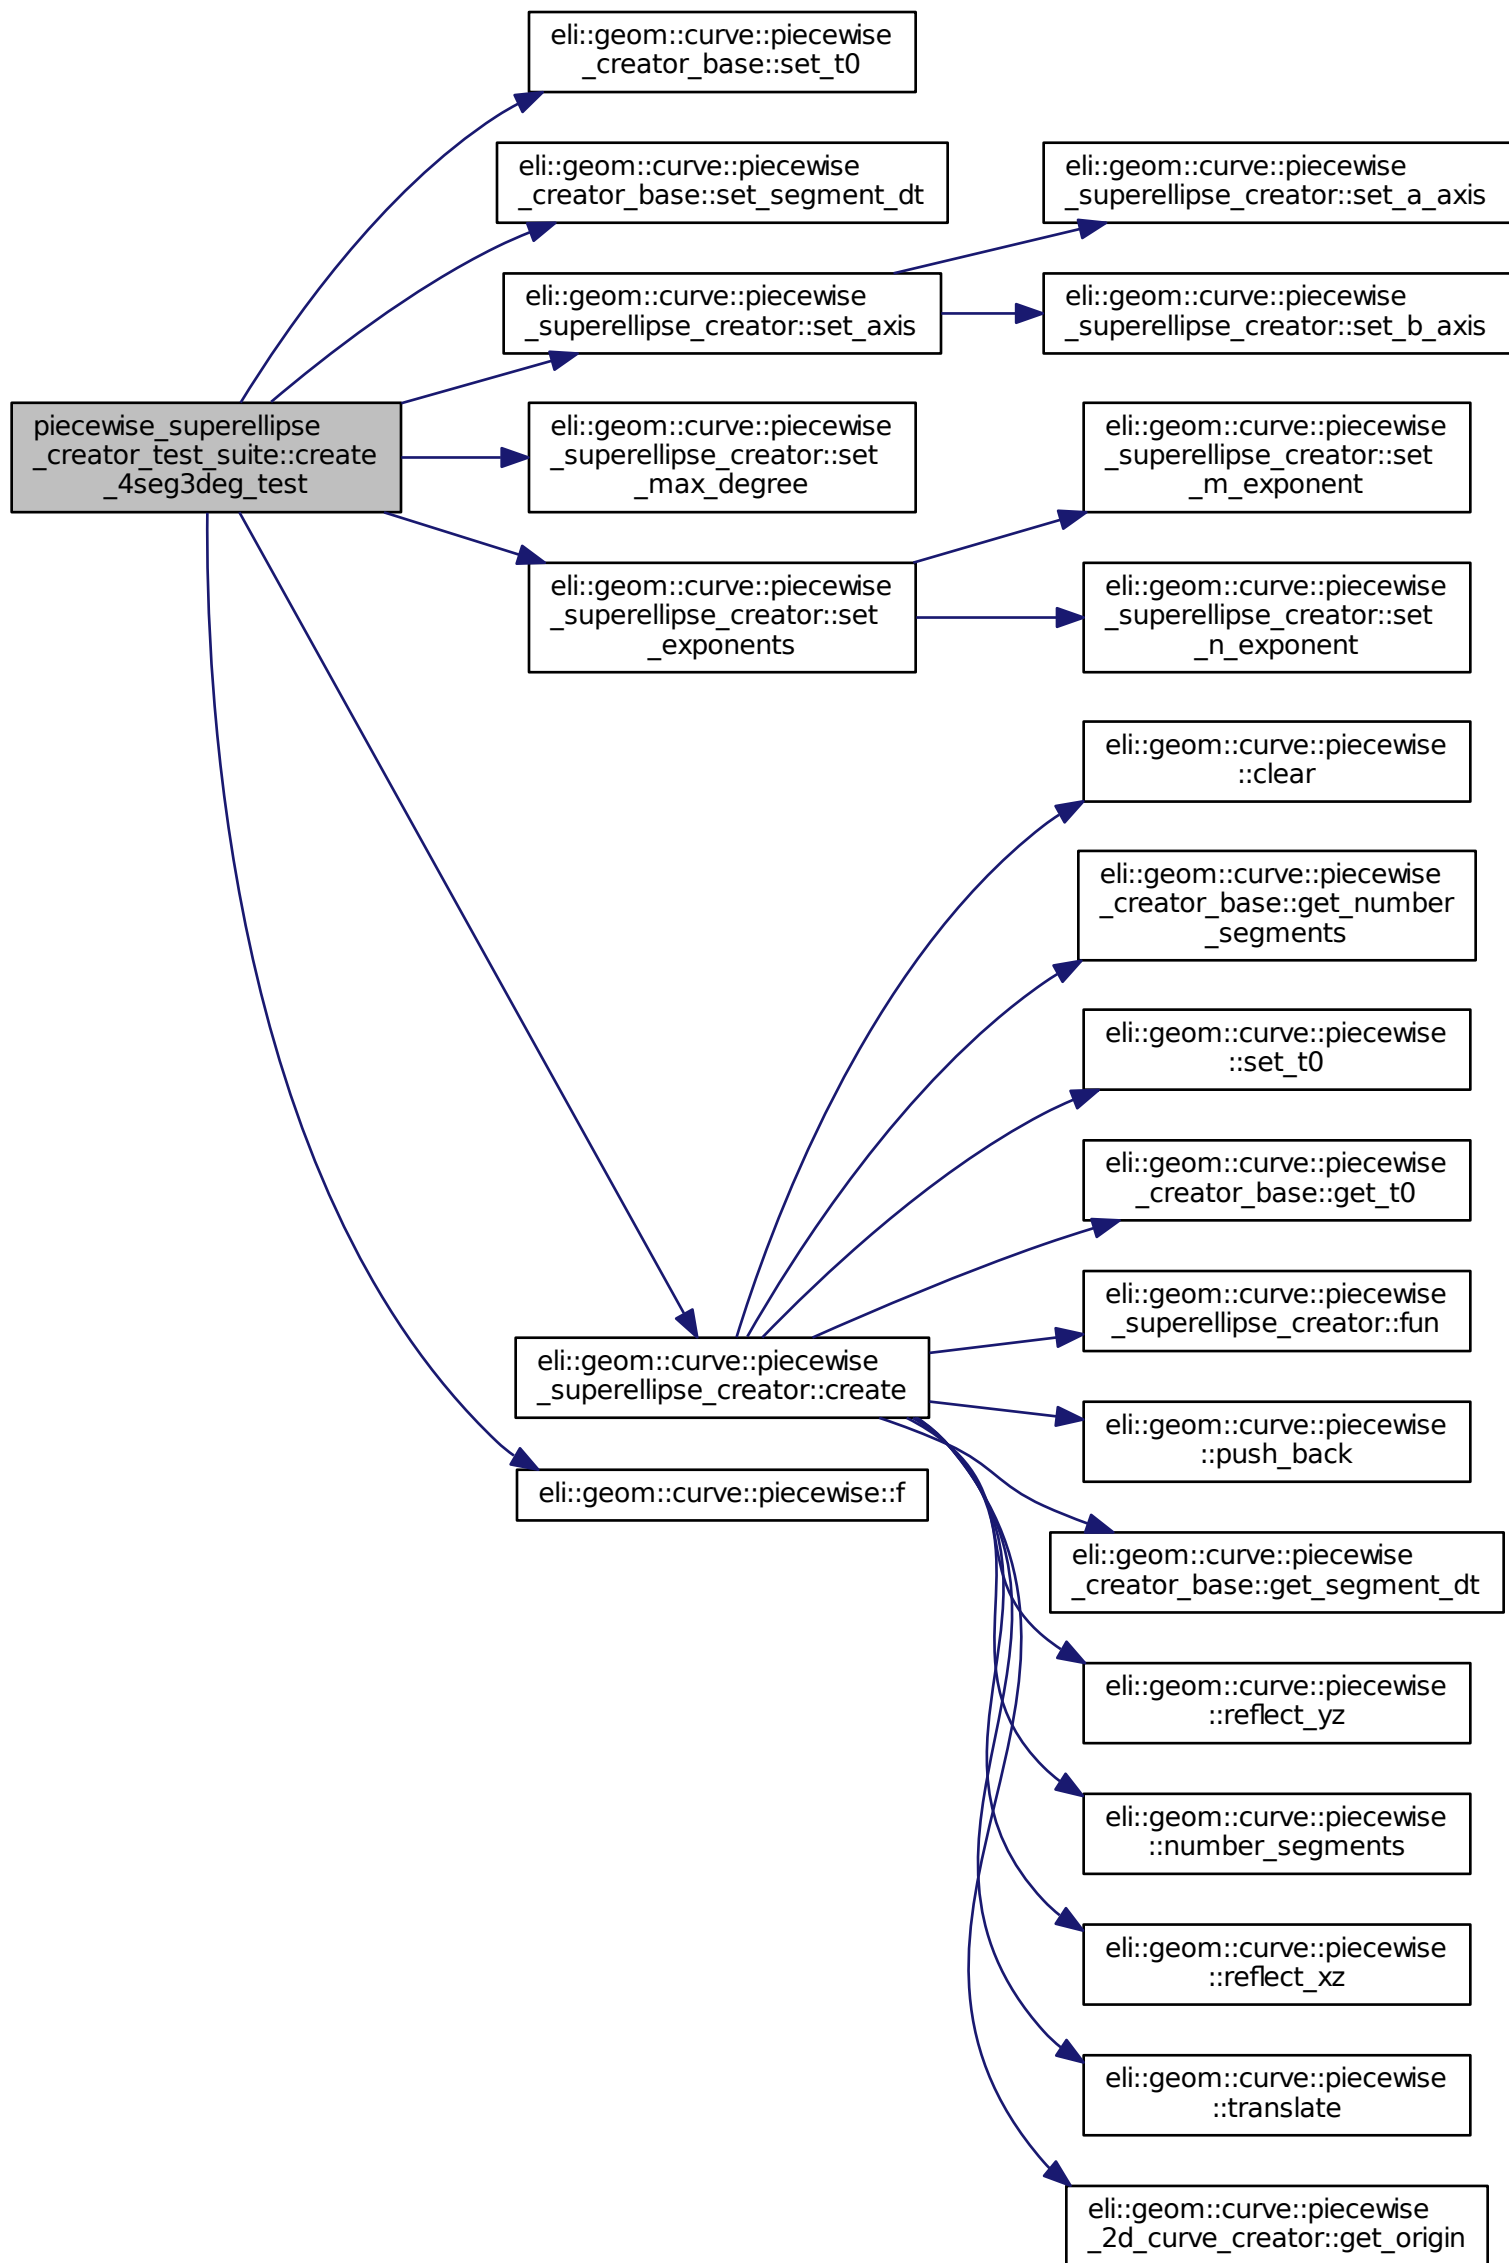 eli::geom::curve::piecewise
_creator_base::set_t0
eli::geom::curve::piecewise
_creator_base::set_segment_dt
eli::geom::curve::piecewise
_superellipse_creator::set_a_axis
eli::geom::curve::piecewise
_superellipse_creator::set_axis
eli::geom::curve::piecewise
_superellipse_creator::set_b_axis
piecewise_superellipse
_creator_test_suite::create
_4seg3deg_test
eli::geom::curve::piecewise
_superellipse_creator::set
_max_degree
eli::geom::curve::piecewise
_superellipse_creator::set
_m_exponent
eli::geom::curve::piecewise
_superellipse_creator::set
_exponents
eli::geom::curve::piecewise
_superellipse_creator::set
_n_exponent
eli::geom::curve::piecewise
::clear
eli::geom::curve::piecewise
_creator_base::get_number
_segments
eli::geom::curve::piecewise
::set_t0
eli::geom::curve::piecewise
_creator_base::get_t0
eli::geom::curve::piecewise
_superellipse_creator::fun
eli::geom::curve::piecewise
_superellipse_creator::create
eli::geom::curve::piecewise
::push_back
eli::geom::curve::piecewise::f
eli::geom::curve::piecewise
_creator_base::get_segment_dt
eli::geom::curve::piecewise
::reflect_yz
eli::geom::curve::piecewise
::number_segments
eli::geom::curve::piecewise
::reflect_xz
eli::geom::curve::piecewise
::translate
eli::geom::curve::piecewise
_2d_curve_creator::get_origin